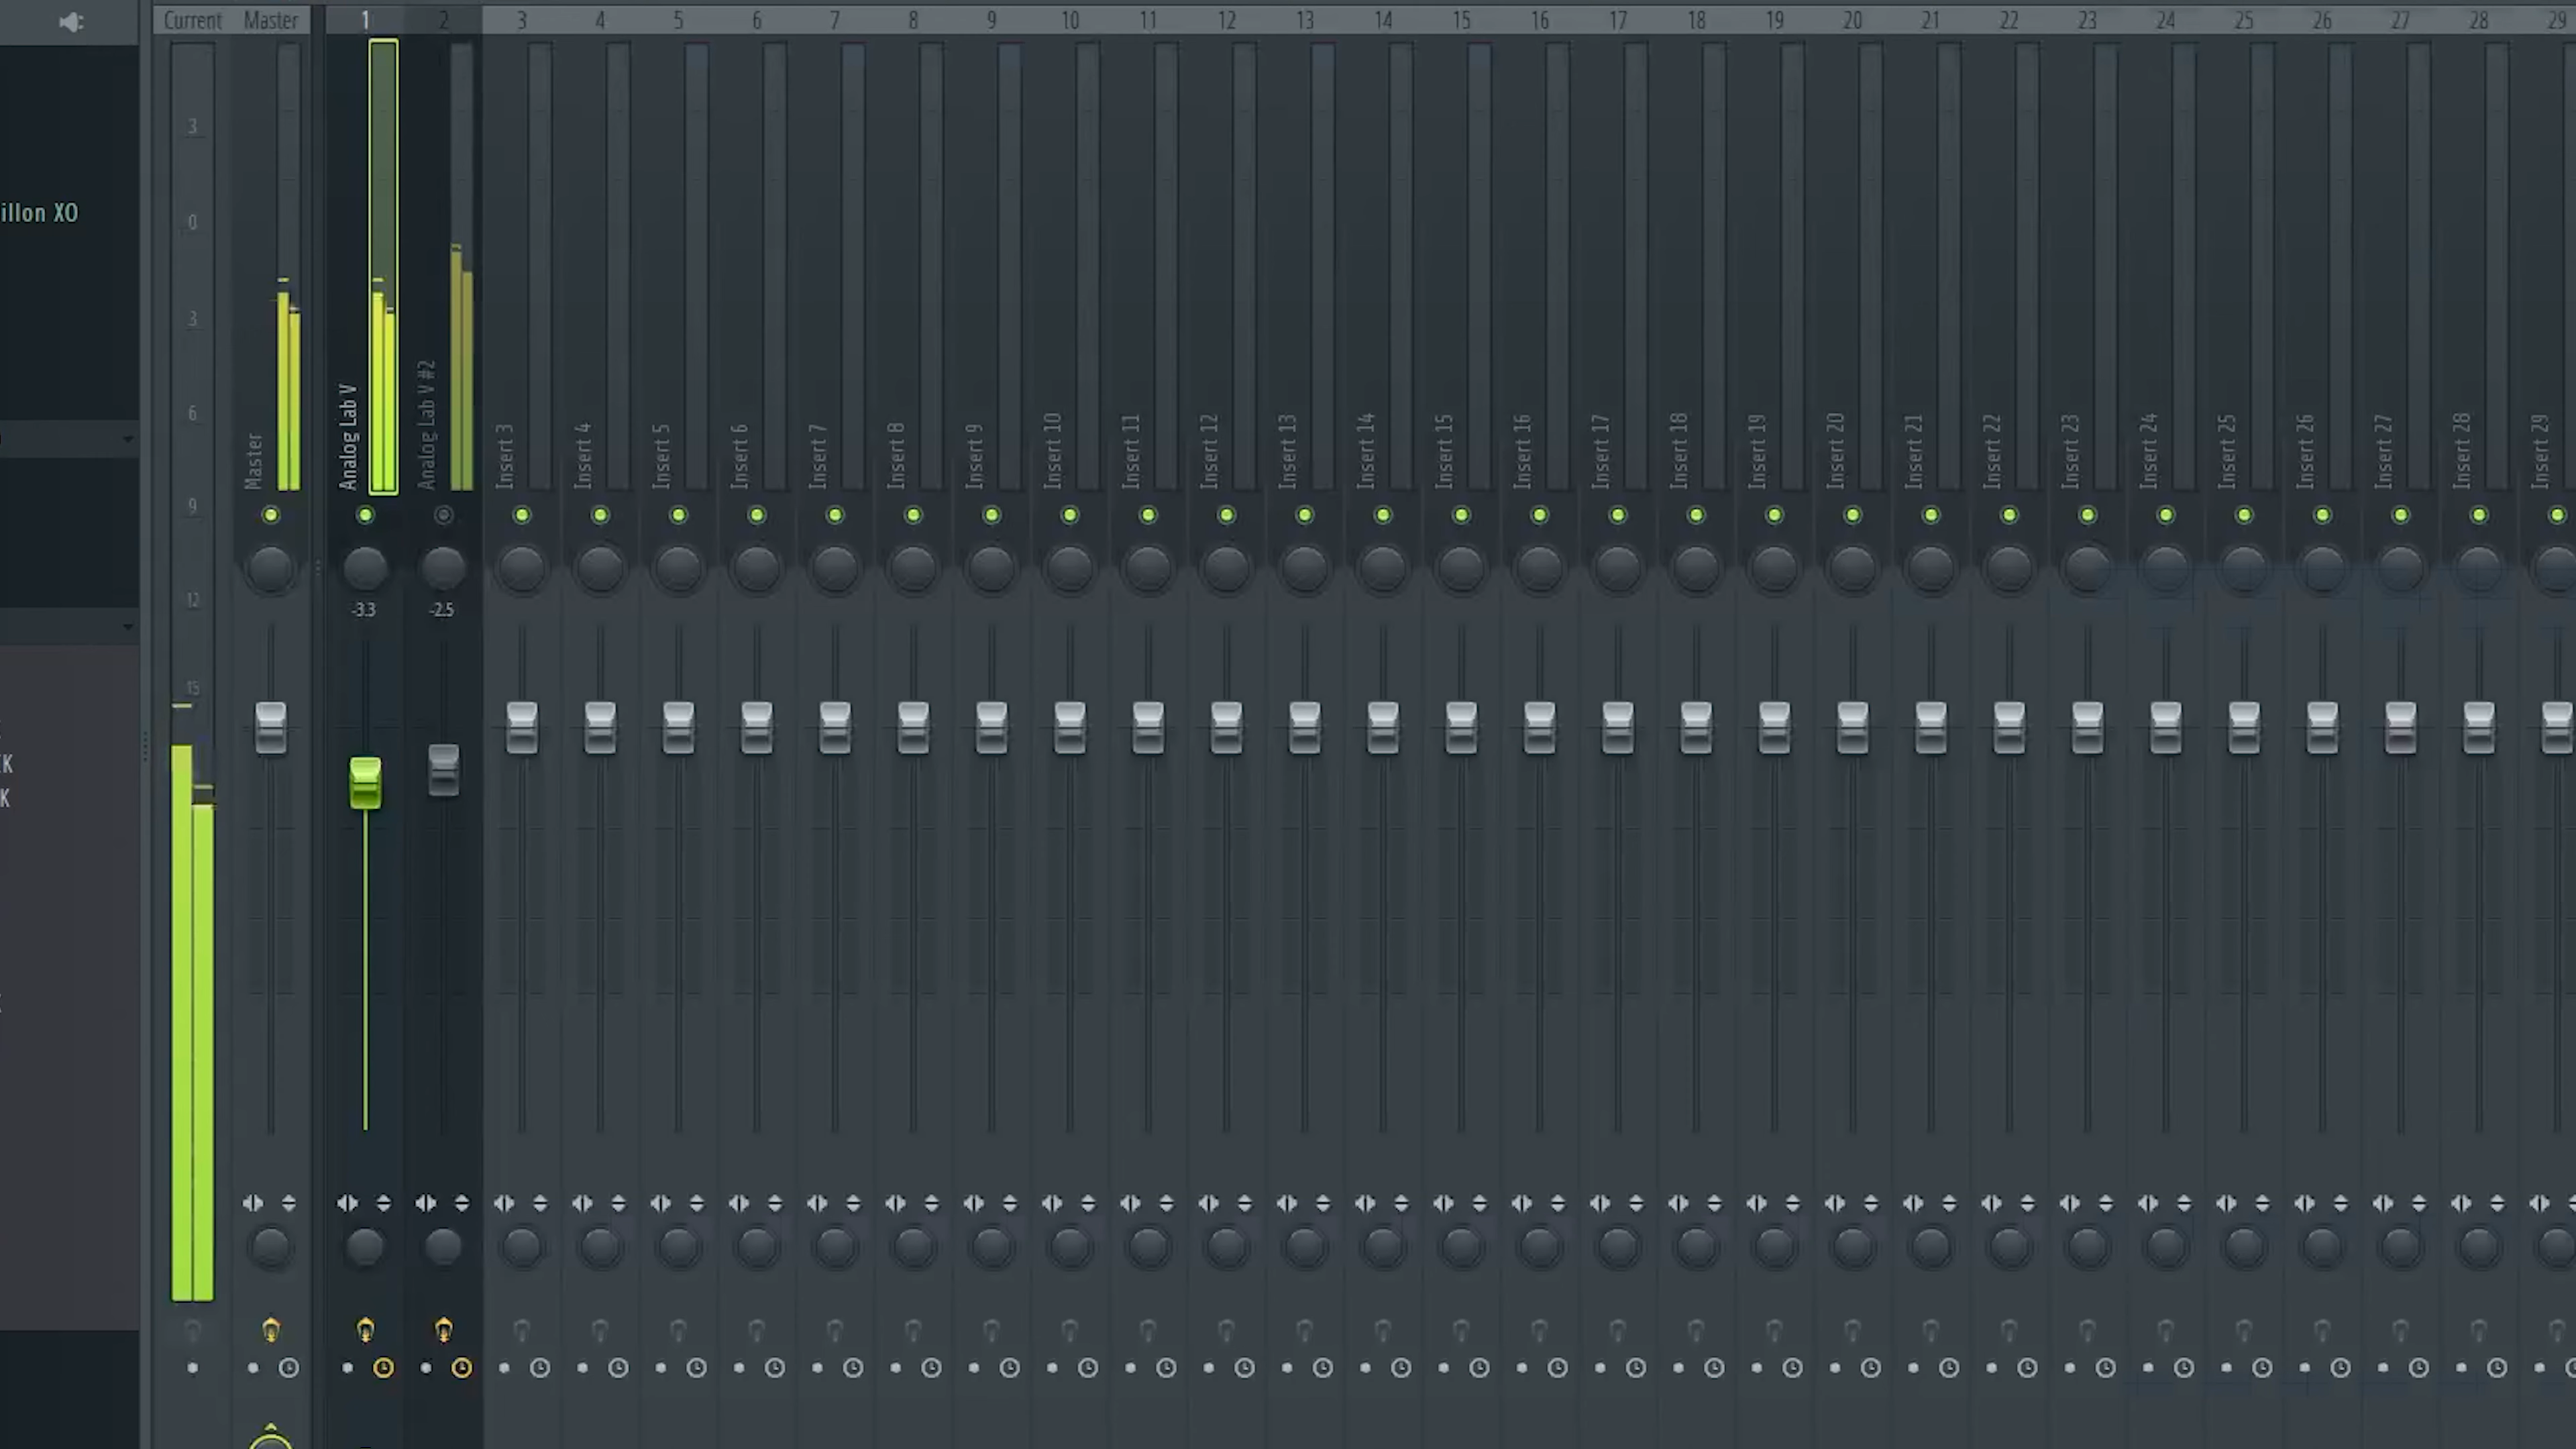 Current Master 1 2 3 4 5 6 7 8 9 10 11 12 13 14 15 16 17 18 19 20 21 22 23 24 25 26 27 28 29
3
illon XO
0
3
6
9
12
15
Master
Analog Lab V
Analog Lab V #2
Insert 3
Insert 4
Insert 5
Insert 6
Insert 7
Insert 8
Insert 9
Insert 10
Insert 11
Insert 12
Insert 13
Insert 14
Insert 15
Insert 16
Insert 17
Insert 18
Insert 19
Insert 20
Insert 21
Insert 22
Insert 23
Insert 24
Insert 25
Insert 26
Insert 27
Insert 28
Insert 29
-3.3 -2.5
K
K